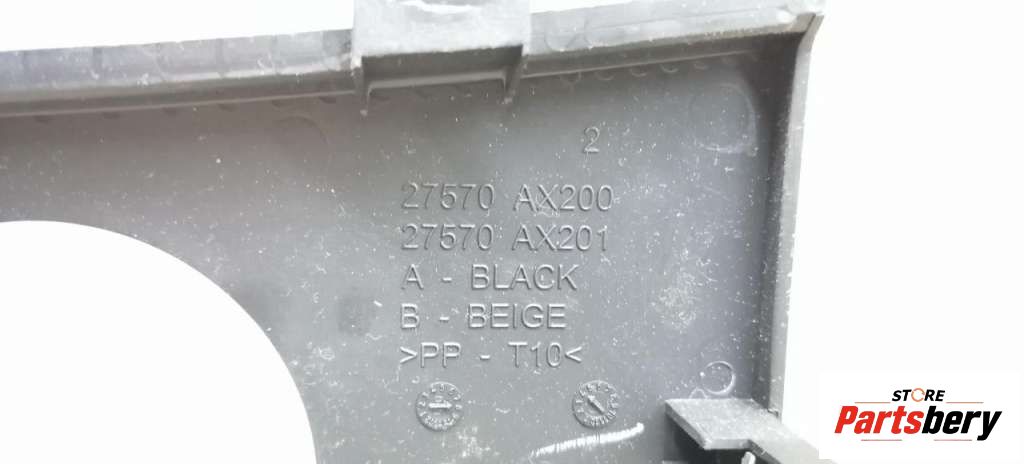 2
27570 AX200
27570 AX201
A - BLACK
B - BEIGE
>PP - T10<
STORE
Partsbery